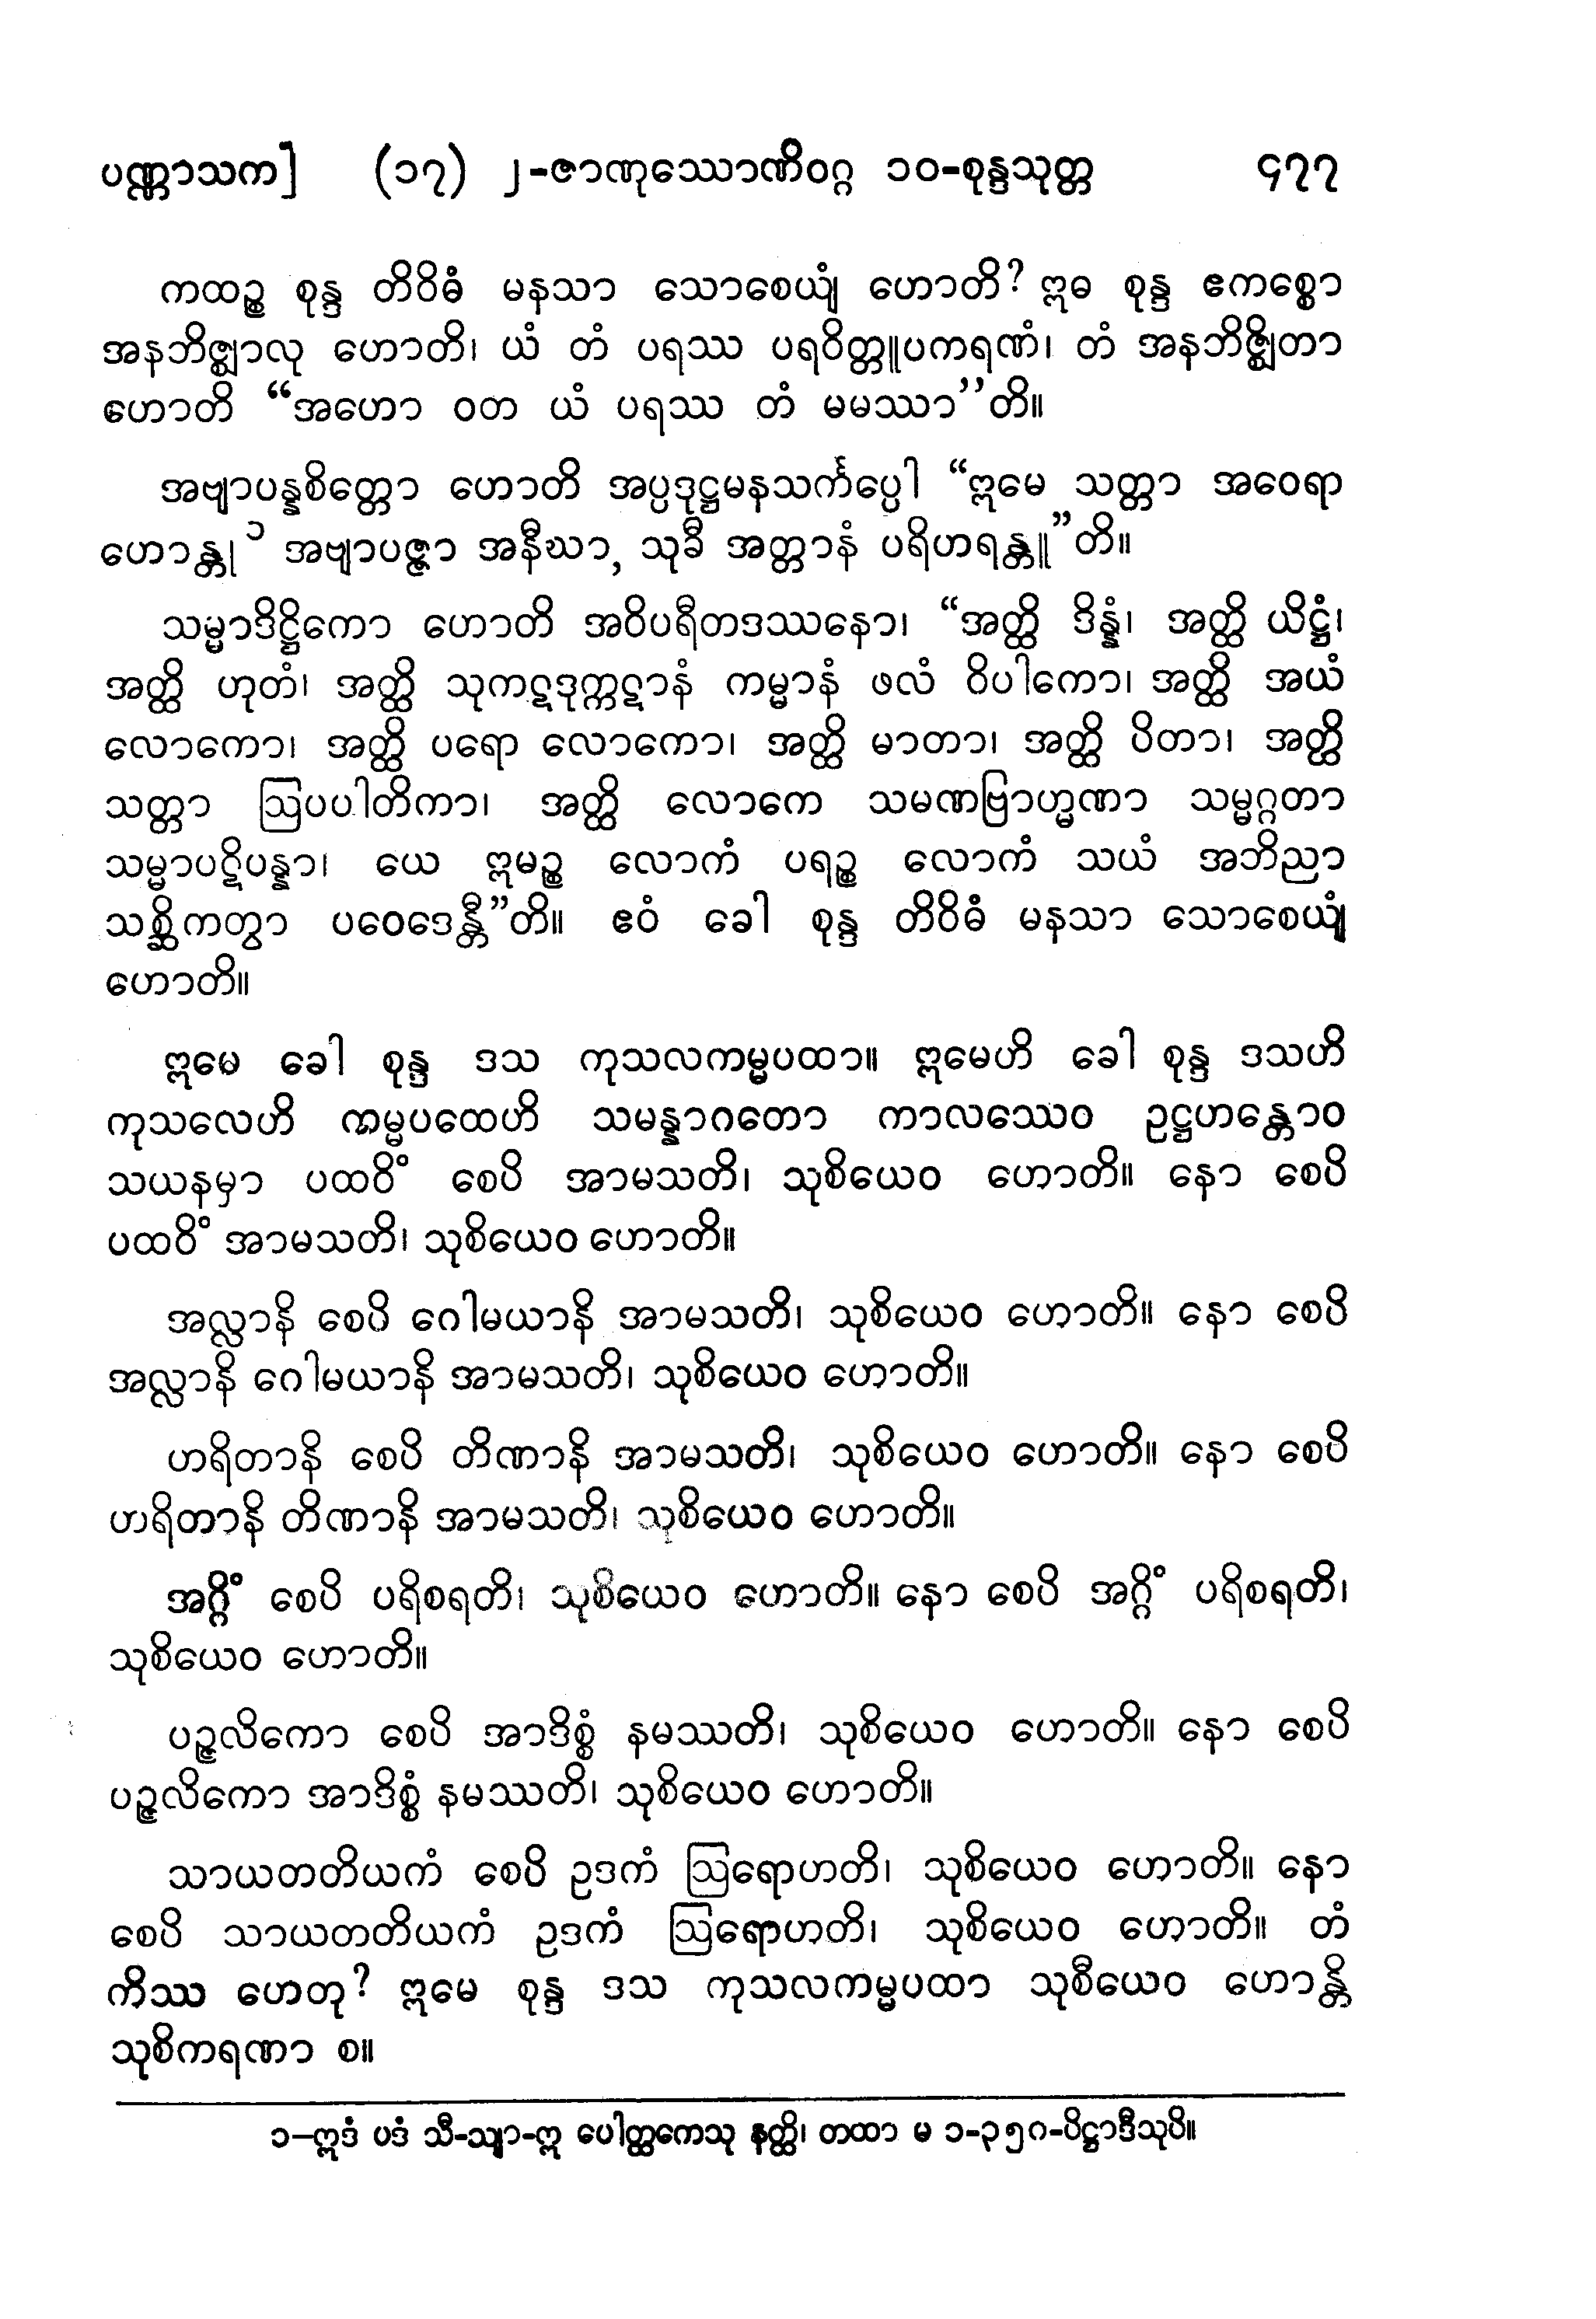 ပဏ္ဏာသက] (၁၇) ၂-ဇာဏုဿောဏိဝဂ္ဂ ၁၀-စုန္ဒသုတ္တ ၄၇၇
ကထဉ္စ စုန္ဒ တိဝိဓံ မနသာ သောစေယျံ ဟောတိ? ဣဓ စုန္ဒ ဧကစ္စော
အနဘိဇ္ဈာလု ဟောတိ၊ ယံ တံ ပရဿ ပရဝိတ္တူပကရဏံ၊ တံ အနဘိဇ္ဈိတာ
ဟောတိ “အဟော ဝတ ယံ ပရဿ တံ မမဿာ”တိ။
အဗျာပန္နစိတ္တော ဟောတိ အပ္ပဒုဋ္ဌမနသင်္ကပ္ပေါ “ဣမေ သတ္တာ အဝေရာ
ဟောန္တု ၁ အဗျာပဇ္ဇာ အနီဃာ, သုခီ အတ္တာနံ ပရိဟရန္တူ”တိ။
သမ္မာဒိဋ္ဌိကော ဟောတိ အဝိပရီတဒဿနော၊ “အတ္ထိ ဒိန္နံ၊ အတ္ထိ ယိဋ္ဌံ၊
အတ္ထိ ဟုတံ၊ အတ္ထိ သုကဋဒုက္ကဋာနံ ကမ္မာနံ ဖလံ ဝိပါကော၊ အတ္ထိ အယံ
လောကော၊ အတ္ထိ ပရော လောကော၊ အတ္ထိ မာတာ၊ အတ္ထိ ပိတာ၊ အတ္ထိ
သတ္တာ ဩပပါတိကာ၊ အတ္ထိ လောကေ သမဏဗြာဟ္မဏာ သမ္မဂ္ဂတာ
သမ္မာပဋိပန္နာ၊ ယေ ဣမဉ္စ လောကံ ပရဉ္စ လောကံ သယံ အဘိညာ
သစ္ဆိကတွာ ပဝေဒေန္တီ”တိ။ ဧဝံ ခေါ စုန္ဒ တိဝိဓံ မနသာ သောစေယျံ
ဟောတိ။
ဣမေ ခေါ စုန္ဒ ဒသ ကုသလကမ္မပထာ။ ဣမေဟိ ခေါ စုန္ဒ ဒသဟိ
ကုသလေဟိ ကမ္မပထေဟိ သမန္နာဂတော ကာလဿေဝ ဥဋ္ဌဟန္တောဝ
သယနမှာ ပထဝိံ စေပိ အာမသတိ၊ သုစိယေဝ ဟောတိ။ နော စေပိ
ပထဝိံ အာမသတိ၊ သုစိယေဝ ဟောတိ။
အလ္လာနိ စေပိ ဂေါမယာနိ အာမသတိ၊ သုစိယေဝ ဟောတိ။ နော စေပိ
အလ္လာနိ ဂေါမယာနိ အာမသတိ၊ သုစိယေဝ ဟောတိ။
ဟရိတာနိ စေပိ တိဏာနိ အာမသတိ၊ သုစိယေဝ ဟောတိ။ နော စေပိ
ဟရိတာနိ တိဏာနိ အာမသတိ၊ သုစိယေဝ ဟောတိ။
အဂ္ဂိံ စေပိ ပရိစရတိ၊ သုစိယေဝ ဟောတိ။ နော စေပိ အဂ္ဂိံ ပရိစရတိ၊
သုစိယေဝ ဟောတိ။
ပဉ္ဇလိကော စေပိ အာဒိစ္စံ နမဿတိ၊ သုစိယေဝ ဟောတိ။ နော စေပိ
ပဉ္ဇလိကော အာဒိစ္စံ နမဿတိ၊ သုစိယေဝ ဟောတိ။
သာယတတိယကံ စေပိ ဥဒကံ ဩရောဟတိ၊ သုစိယေဝ ဟောတိ။ နော
စေပိ သာယတတိယကံ ဥဒကံ ဩရောဟတိ၊ သုစိယေဝ ဟောတိ။ တံ
ကိဿ ဟေတု? ဣမေ စုန္ဒ ဒသ ကုသလကမ္မပထာ သုစီယေဝ ဟောန္တိ
သုစိကရဏာ စ။
၁-ဣဒံ ပဒံ သီ-သျာ-ဣ ပေါတ္ထကေသု နတ္ထိ၊ တထာ မ ၁-၃၅၈-ပိဋ္ဌာဒီသုပိ။